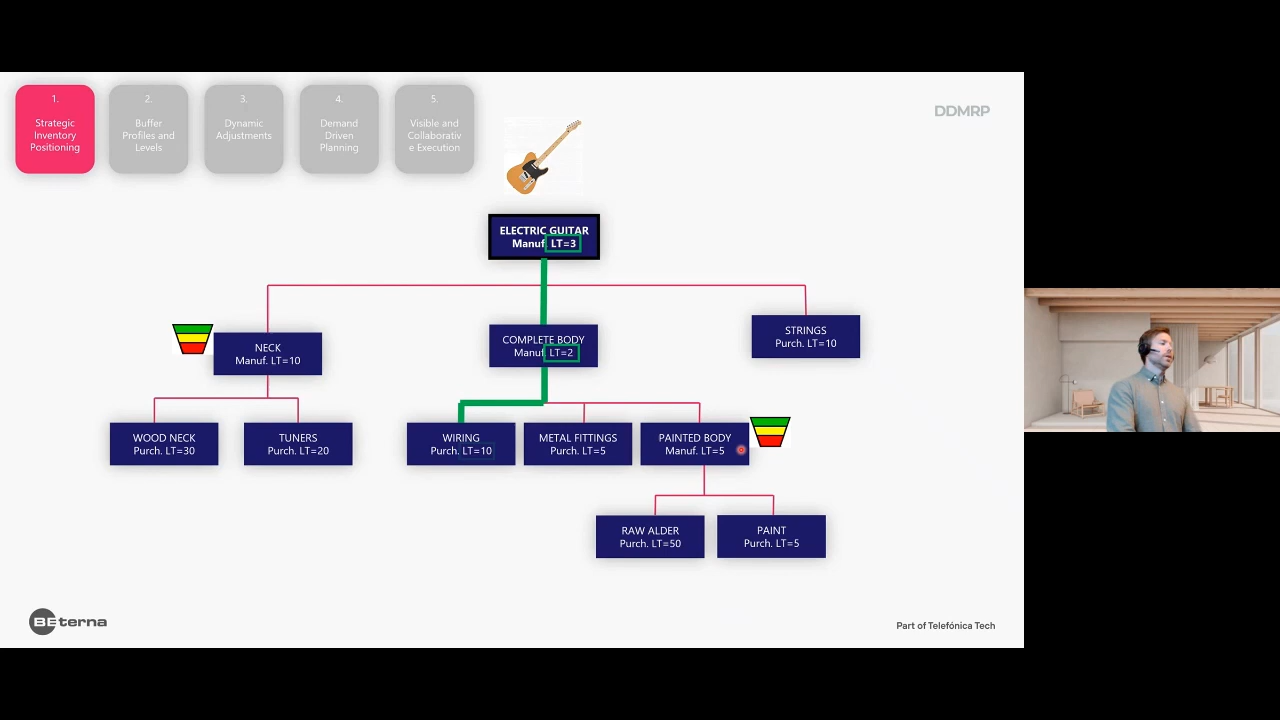 1.
Strategic
Inventory
Positioning
2.
Buffer
Profiles and
Levels
3.
Dynamic
Adjustments
4.
Demand
Driven
Planning
5.
Visible and
Collaborativ
e Execution
DDMRP
ELECTRIC GUITAR
Manuf. LT=3
NECK
Manuf. LT=10
COMPLETE BODY
Manuf. LT=2
STRINGS
Purch. LT=10
WOOD NECK
Purch. LT=30
TUNERS
Purch. LT=20
WIRING
Purch. LT=10
METAL FITTINGS
Purch. LT=5
PAINTED BODY
Manuf. LT=5
RAW ALDER
Purch. LT=50
PAINT
Purch. LT=5
BEterna
Part of Telefónica Tech